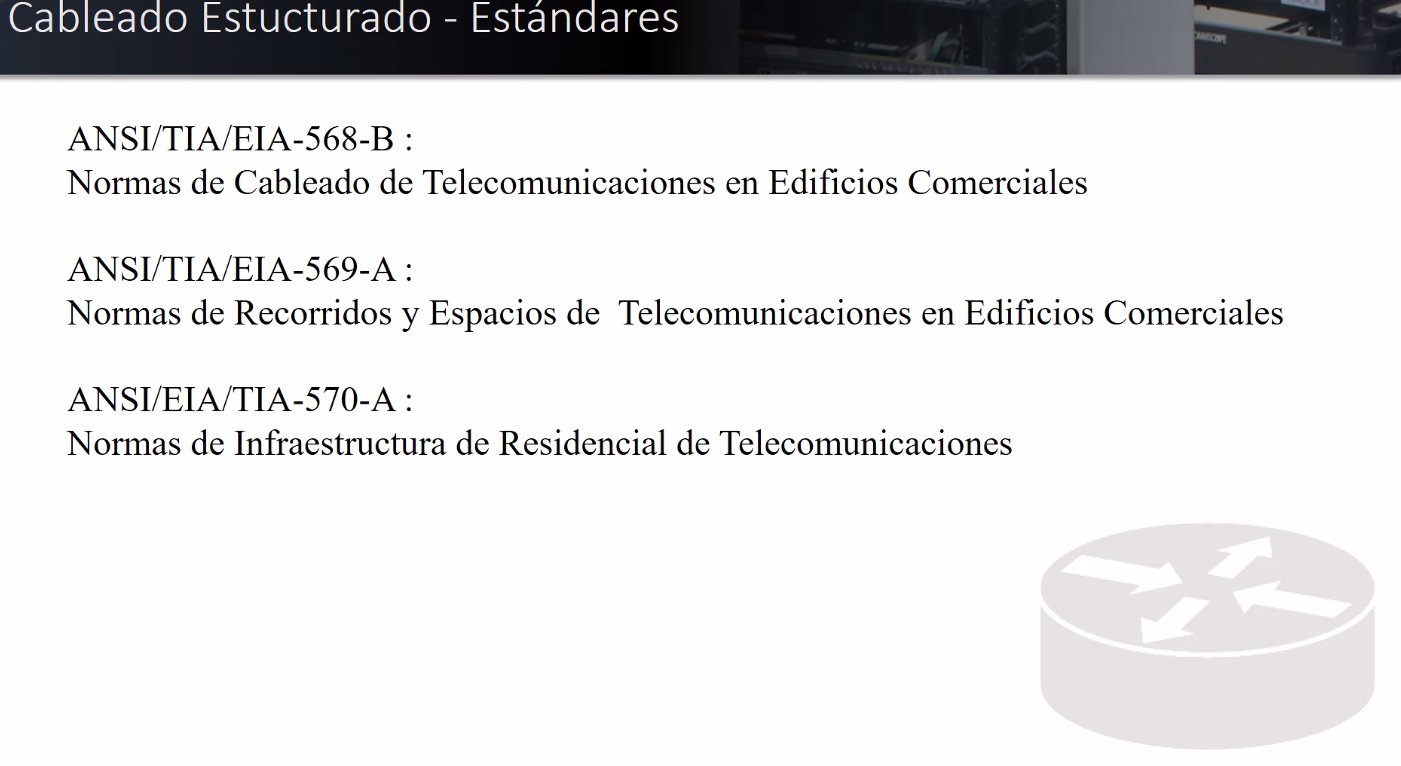 Cableado Estucturado - Estándares
ANSI/TIA/EIA-568-B :
Normas de Cableado de Telecomunicaciones en Edificios Comerciales
ANSI/TIA/EIA-569-A :
Normas de Recorridos y Espacios de  Telecomunicaciones en Edificios Comerciales
ANSI/EIA/TIA-570-A :
Normas de Infraestructura de Residencial de Telecomunicaciones